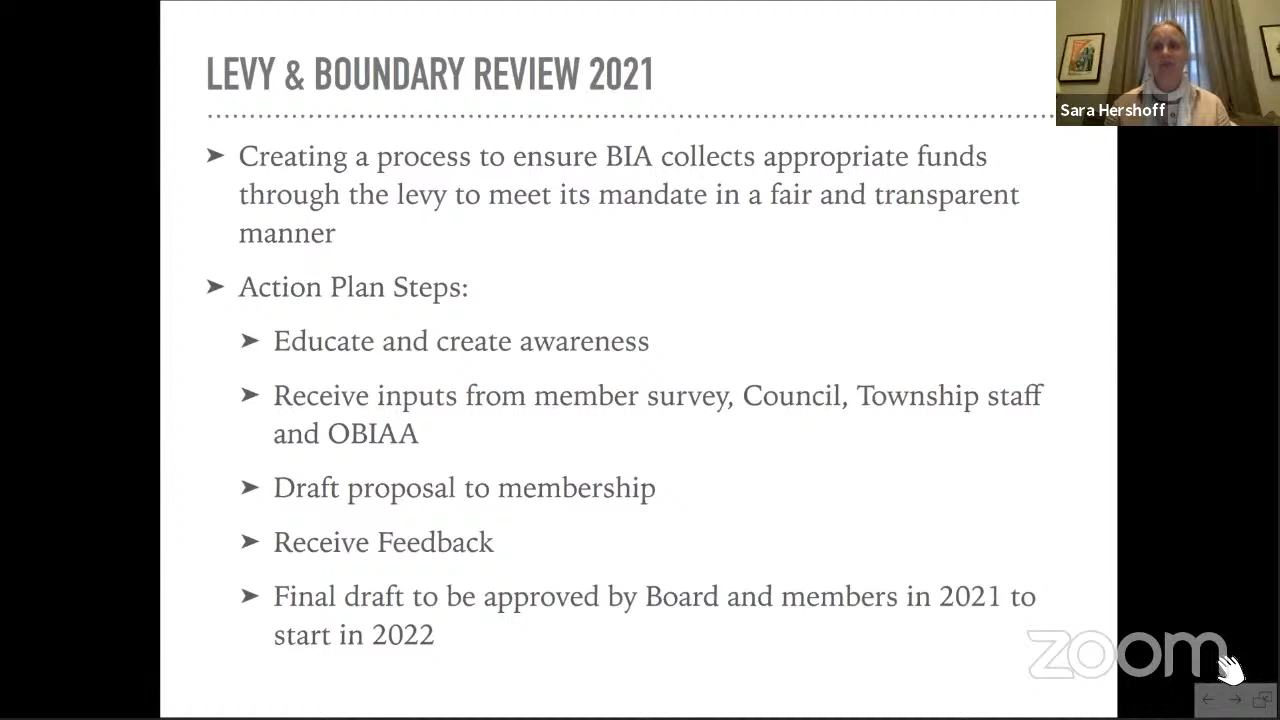 LEVY & BOUNDARY REVIEW 2021
Sara Hershoff
➤ Creating a process to ensure BIA collects appropriate funds
through the levy to meet its mandate in a fair and transparent
manner
➤ Action Plan Steps:
➤ Educate and create awareness
➤ Receive inputs from member survey, Council, Township staff
and OBIAA
➤ Draft proposal to membership
➤ Receive Feedback
➤ Final draft to be approved by Board and members in 2021 to
start in 2022
zoom